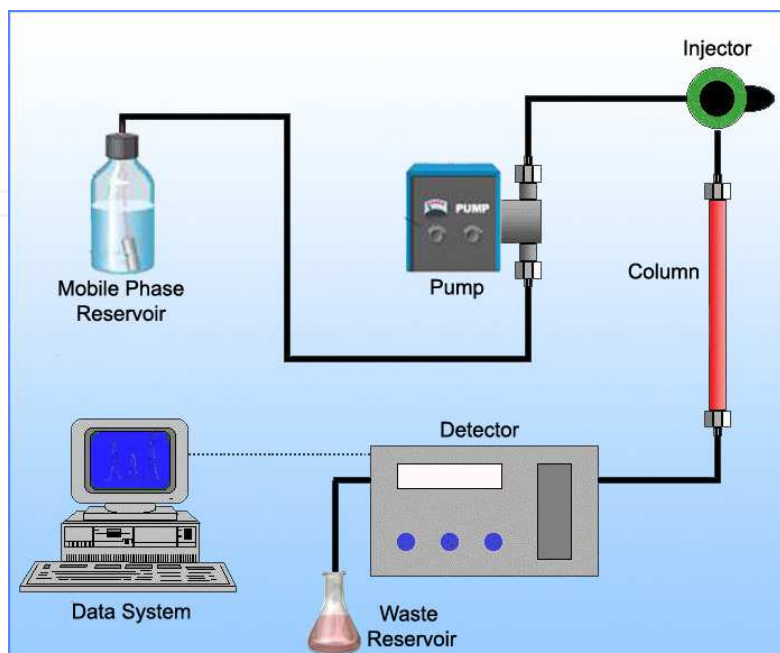 Injector
PUMP
Mobile Phase
Reservoir
Pump
Column
Detector
Data System
Waste
Reservoir